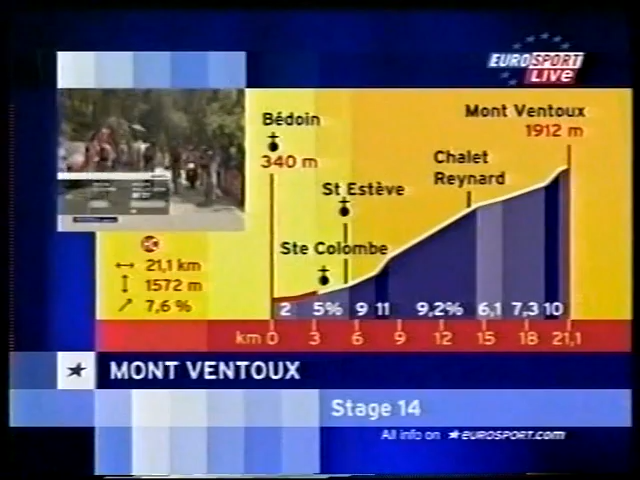 EUROSPORT
LIVE
Bédoin
340 m
Mont Ventoux
1912 m
Chalet
Reynard
St Estève
Ste Colombe
HC
21,1 km
1572 m
7,6 %
2 5% 9 11 9,2% 6,1 7,3 10
km 0 3 6 9 12 15 18 21,1
MONT VENTOUX
Stage 14
All info on EUROSPORT.com